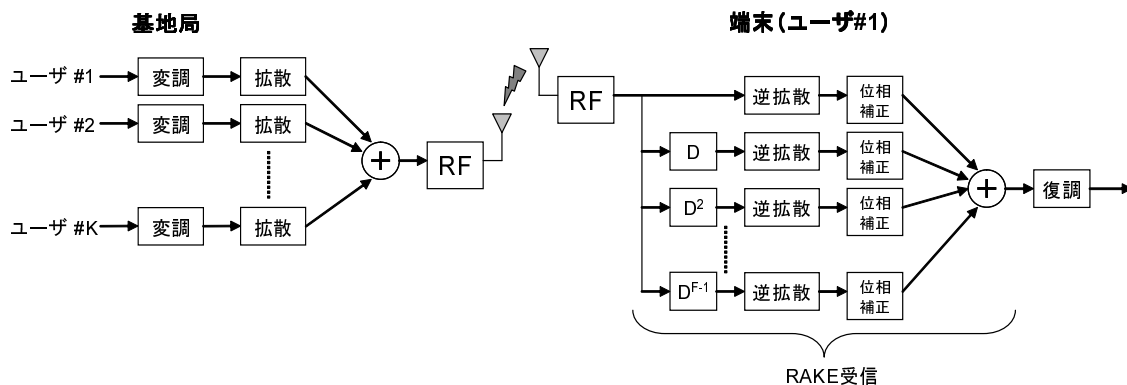 基地局
端末(ユーザ#1)
ユーザ #1
変調
拡散
ユーザ #2
変調
拡散
ユーザ #K
変調
拡散
+
RF
RF
逆拡散
位相
補正
D
逆拡散
位相
補正
D²
逆拡散
位相
補正
D^F-1
逆拡散
位相
補正
+
復調
RAKE受信